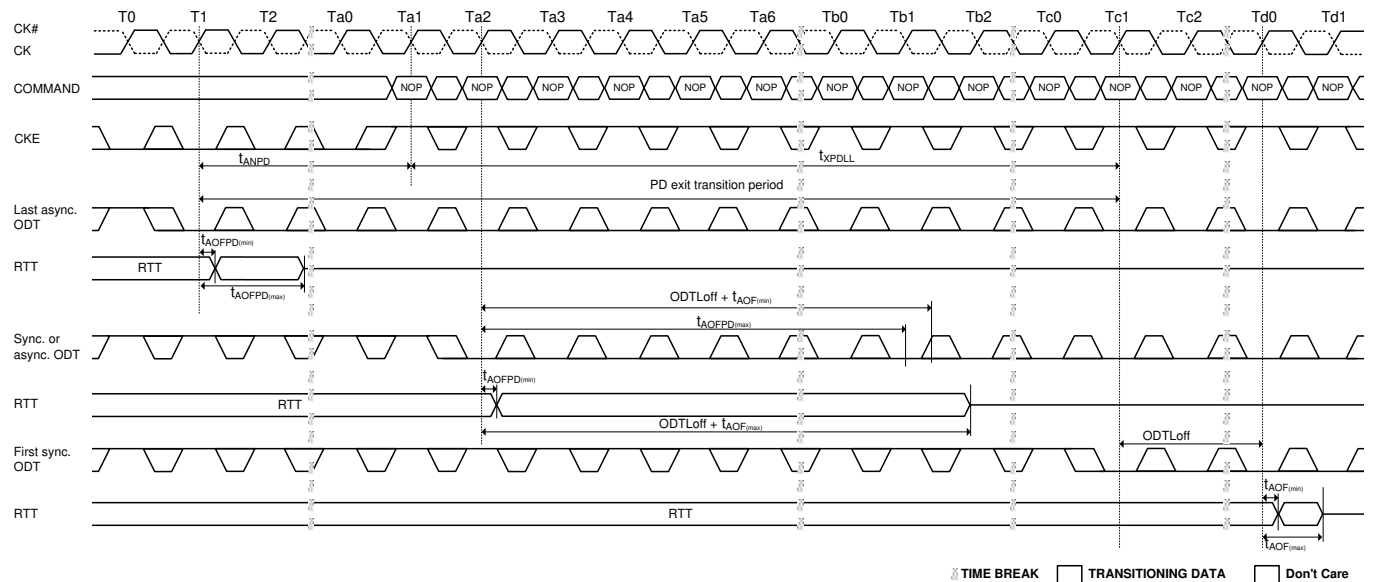 T0 T1 T2 Ta0 Ta1 Ta2 Ta3 Ta4 Ta5 Ta6 Tb0 Tb1 Tb2 Tc0 Tc1 Tc2 Td0 Td1
CK#
CK
COMMAND NOP NOP NOP NOP NOP NOP NOP NOP NOP NOP NOP NOP NOP NOP
CKE
tANPD tXPDLL
PD exit transition period
Last async.
ODT
tAOFPD(min)
RTT RTT
tAOFPD(max)
ODTLoff + tAOF(min)
tAOFPD(max)
Sync. or
async. ODT
tAOFPD(min)
RTT RTT
ODTLoff + tAOF(max)
ODTLoff
First sync.
ODT
tAOF(min)
RTT RTT
tAOF(max)
TIME BREAK TRANSITIONING DATA Don't Care